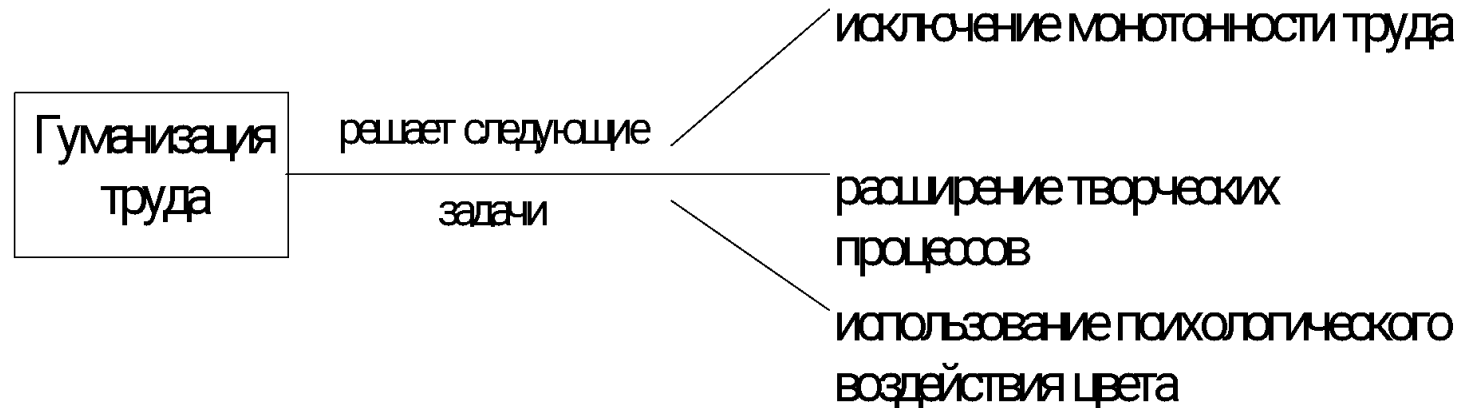 Гуманизация
труда
решает следующие
задачи
исключение монотонности труда
расширение творческих
процессов
использование психологического
воздействия цвета